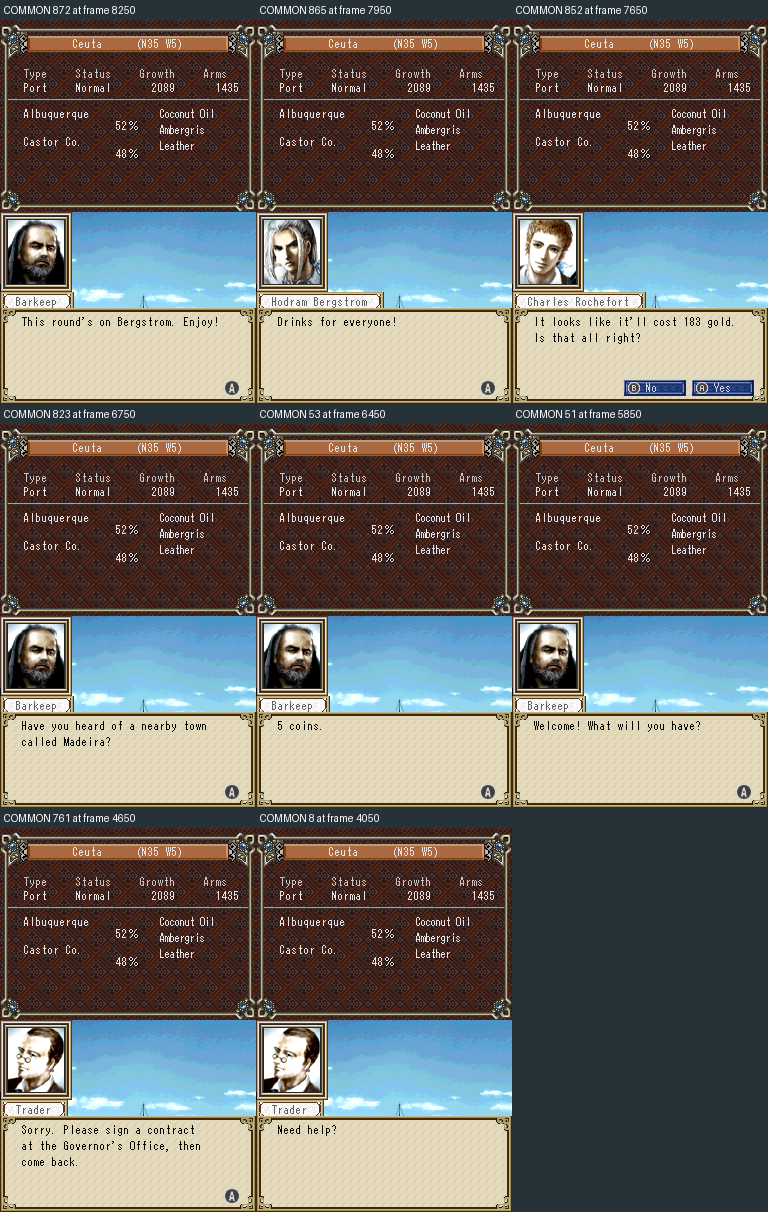 COMMON 872 at frame 8250
Ceuta (N35 W5)
Type Status Growth Arms
Port Normal 2089 1435
Albuquerque Coconut Oil
52% Ambergris
Castor Co. Leather
48%
Barkeep
This round's on Bergstrom. Enjoy!
A
COMMON 865 at frame 7950
Ceuta (N35 W5)
Type Status Growth Arms
Port Normal 2089 1435
Albuquerque Coconut Oil
52% Ambergris
Castor Co. Leather
48%
Hodram Bergstrom
Drinks for everyone!
A
COMMON 852 at frame 7650
Ceuta (N35 W5)
Type Status Growth Arms
Port Normal 2089 1435
Albuquerque Coconut Oil
52% Ambergris
Castor Co. Leather
48%
Charles Rochefort
It looks like it'll cost 183 gold.
Is that all right?
B No A Yes
COMMON 823 at frame 6750
Ceuta (N35 W5)
Type Status Growth Arms
Port Normal 2089 1435
Albuquerque Coconut Oil
52% Ambergris
Castor Co. Leather
48%
Barkeep
Have you heard of a nearby town
called Madeira?
A
COMMON 53 at frame 6450
Ceuta (N35 W5)
Type Status Growth Arms
Port Normal 2089 1435
Albuquerque Coconut Oil
52% Ambergris
Castor Co. Leather
48%
Barkeep
5 coins.
A
COMMON 51 at frame 5850
Ceuta (N35 W5)
Type Status Growth Arms
Port Normal 2089 1435
Albuquerque Coconut Oil
52% Ambergris
Castor Co. Leather
48%
Barkeep
Welcome! What will you have?
A
COMMON 761 at frame 4650
Ceuta (N35 W5)
Type Status Growth Arms
Port Normal 2089 1435
Albuquerque Coconut Oil
52% Ambergris
Castor Co. Leather
48%
Trader
Sorry. Please sign a contract
at the Governor's Office, then
come back.
A
COMMON 8 at frame 4050
Ceuta (N35 W5)
Type Status Growth Arms
Port Normal 2089 1435
Albuquerque Coconut Oil
52% Ambergris
Castor Co. Leather
48%
Trader
Need help?